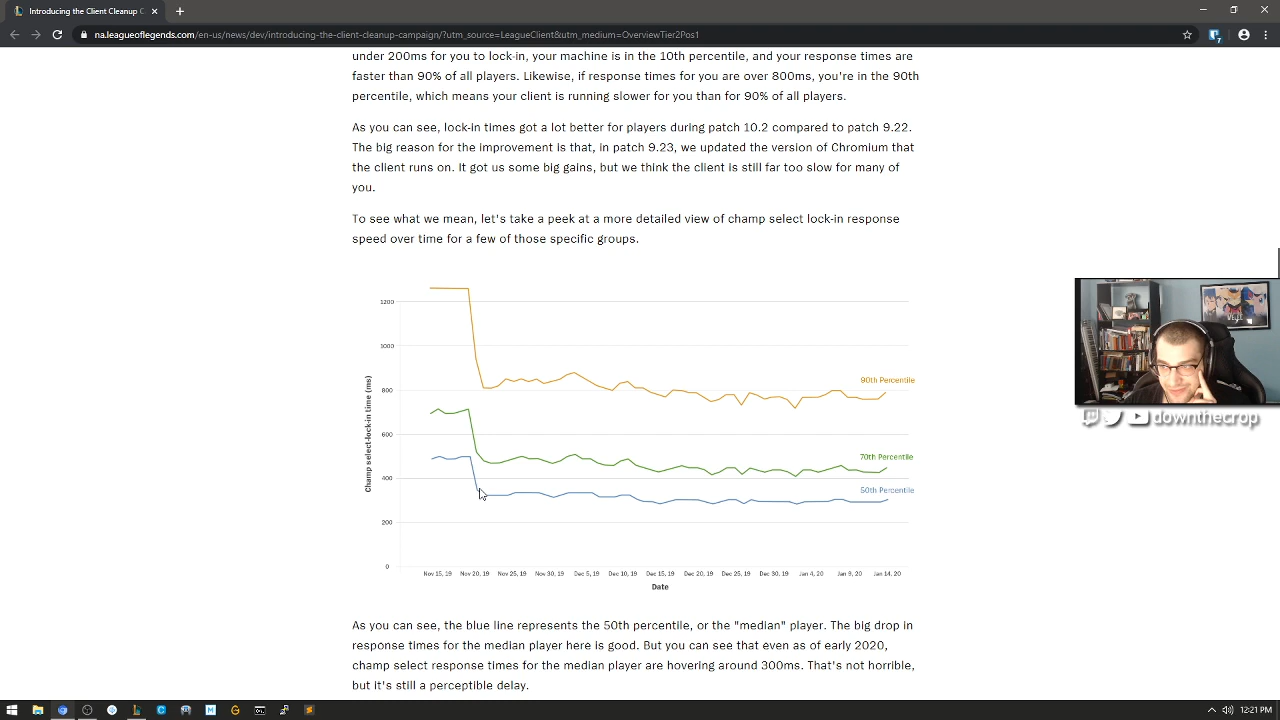 Introducing the Client Cleanup C
na.leagueoflegends.com/en-us/news/dev/introducing-the-client-cleanup-campaign/?utm_source=LeagueClient&utm_medium=OverviewTier2Pos1
under 200ms for you to lock-in, your machine is in the 10th percentile, and your response times are
faster than 90% of all players. Likewise, if response times for you are over 800ms, you're in the 90th
percentile, which means your client is running slower for you than for 90% of all players.
As you can see, lock-in times got a lot better for players during patch 10.2 compared to patch 9.22.
The big reason for the improvement is that, in patch 9.23, we updated the version of Chromium that
the client runs on. It got us some big gains, but we think the client is still far too slow for many of
you.
To see what we mean, let's take a peek at a more detailed view of champ select lock-in response
speed over time for a few of those specific groups.
Champ select-lock-in time (ms)
1200
1000
800
600
400
200
0
90th Percentile
70th Percentile
50th Percentile
Nov 15, 19 Nov 20, 19 Nov 25, 19 Nov 30, 19 Dec 5, 19 Dec 10, 19 Dec 15, 19 Dec 20, 19 Dec 25, 19 Dec 30, 19 Jan 4, 20 Jan 9, 20 Jan 14, 20
Date
downthecrop
As you can see, the blue line represents the 50th percentile, or the "median" player. The big drop in
response times for the median player here is good. But you can see that even as of early 2020,
champ select response times for the median player are hovering around 300ms. That's not horrible,
but it's still a perceptible delay.
12:21 PM